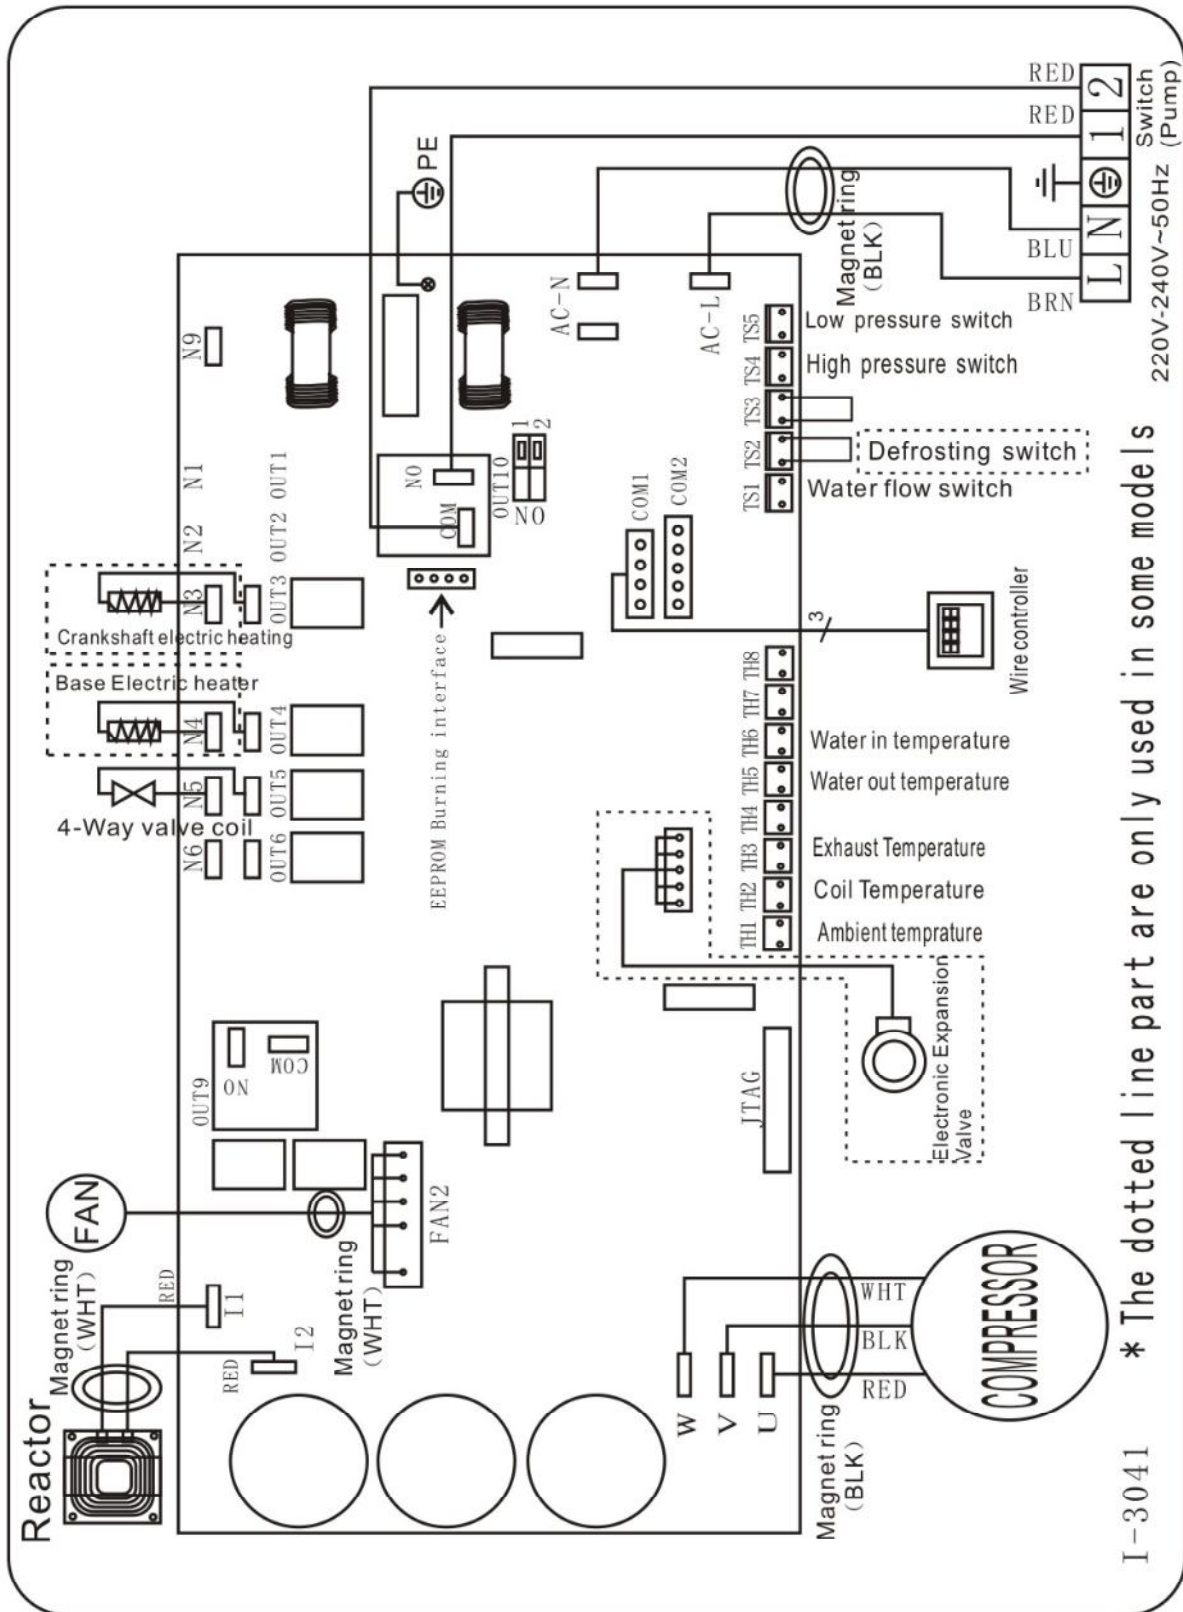 RED
2
RED
1
Switch
(Pump)
PE
N
L
BLU
BRN
220V-240V~50Hz
Magnet ring
(BLK)
AC-N
AC-L
N9
N1
N2
N3
N4
N5
N6
OUT1
OUT2
OUT3
OUT4
OUT5
OUT6
NO
COM
OUT10
1
2
NO
Crankshaft electric heating
Base Electric heater
4-Way valve coil
EEPROM Burning interface
COM1
COM2
TS5
TS4
TS3
TS2
TS1
Low pressure switch
High pressure switch
Defrosting switch
Water flow switch
3
Wire controller
TH8
TH7
TH6
TH5
TH4
TH3
TH2
TH1
Water in temperature
Water out temperature
Exhaust Temperature
Coil Temperature
Ambient temprature
Electronic Expansion
Valve
JTAG
OUT9
NO
COM
FAN
FAN2
Magnet ring
(WHT)
RED
I1
I2
RED
Magnet ring
(WHT)
Reactor
W
V
U
WHT
BLK
RED
Magnet ring
(BLK)
COMPRESSOR
* The dotted line part are only used in some models
I-3041